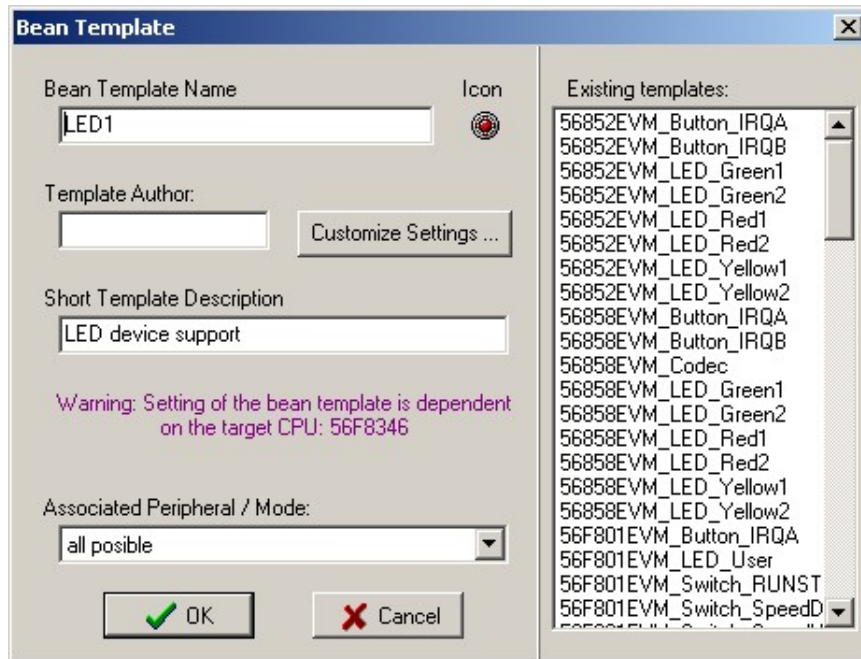 Bean Template
Bean Template Name
Icon
LED1
Template Author:
Customize Settings ...
Short Template Description
LED device support
Warning: Setting of the bean template is dependent
on the target CPU: 56F8346
Associated Peripheral / Mode:
all posible
OK
Cancel
Existing templates:
56852EVM_Button_IRQA
56852EVM_Button_IRQB
56852EVM_LED_Green1
56852EVM_LED_Green2
56852EVM_LED_Red1
56852EVM_LED_Red2
56852EVM_LED_Yellow1
56852EVM_LED_Yellow2
56858EVM_Button_IRQA
56858EVM_Button_IRQB
56858EVM_Codec
56858EVM_LED_Green1
56858EVM_LED_Green2
56858EVM_LED_Red1
56858EVM_LED_Red2
56858EVM_LED_Yellow1
56858EVM_LED_Yellow2
56F801EVM_Button_IRQA
56F801EVM_LED_User
56F801EVM_Switch_RUNST
56F801EVM_Switch_SpeedD